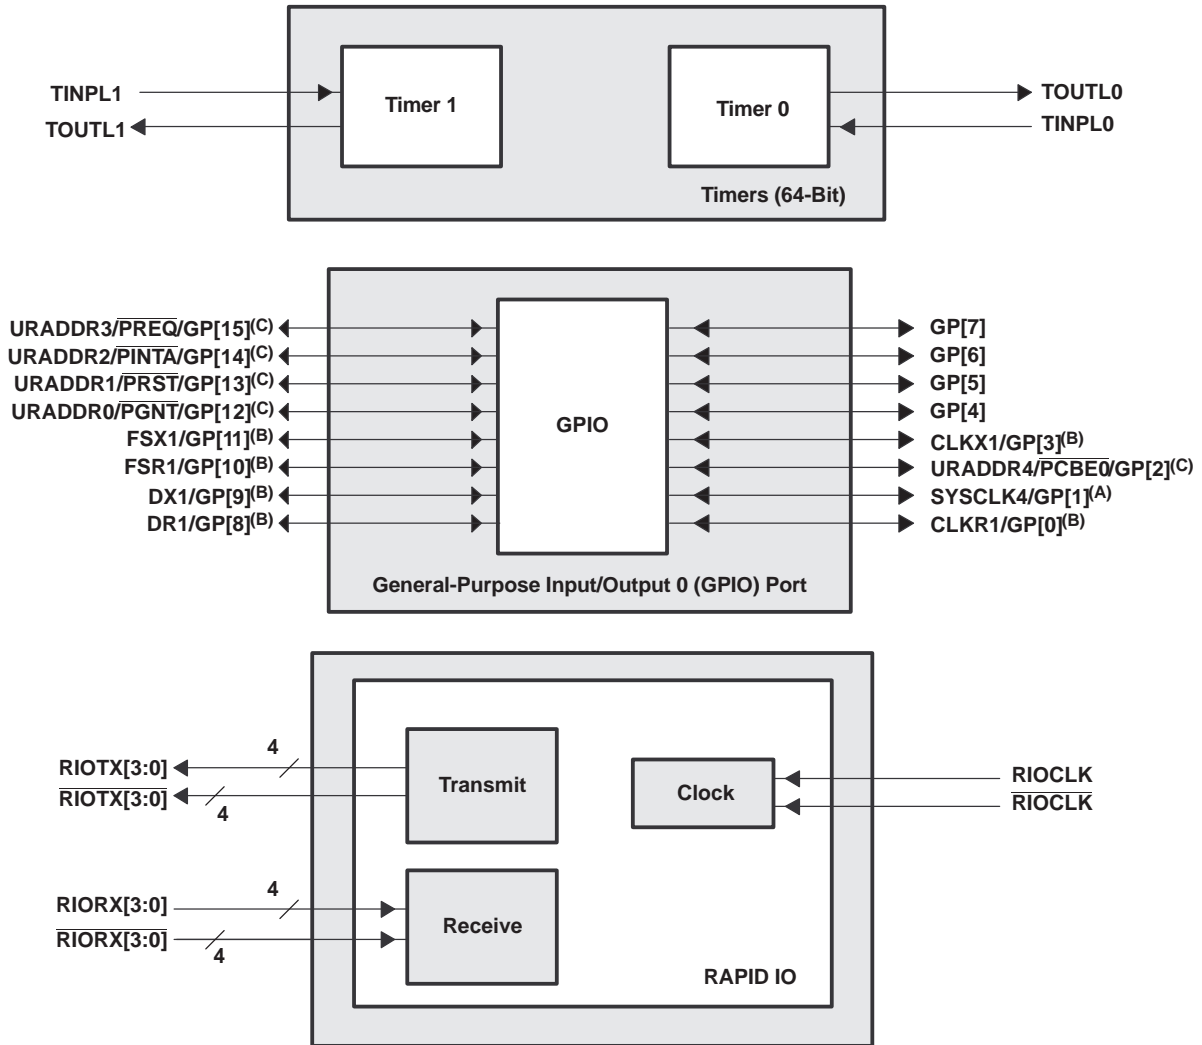 TINPL1
TOUTL1
Timer 1
Timer 0
TOUTL0
TINPL0
Timers (64-Bit)
URADDR3/PREQ/GP[15](C)
URADDR2/PINTA/GP[14](C)
URADDR1/PRST/GP[13](C)
URADDR0/PGNT/GP[12](C)
FSX1/GP[11](B)
FSR1/GP[10](B)
DX1/GP[9](B)
DR1/GP[8](B)
GPIO
GP[7]
GP[6]
GP[5]
GP[4]
CLKX1/GP[3](B)
URADDR4/PCBE0/GP[2](C)
SYSCLK4/GP[1](A)
CLKR1/GP[0](B)
General-Purpose Input/Output 0 (GPIO) Port
RIOTX[3:0]
4
RIOTX[3:0]
4
Transmit
Clock
RIOCLK
RIOCLK
RIORX[3:0]
4
RIORX[3:0]
4
Receive
RAPID IO